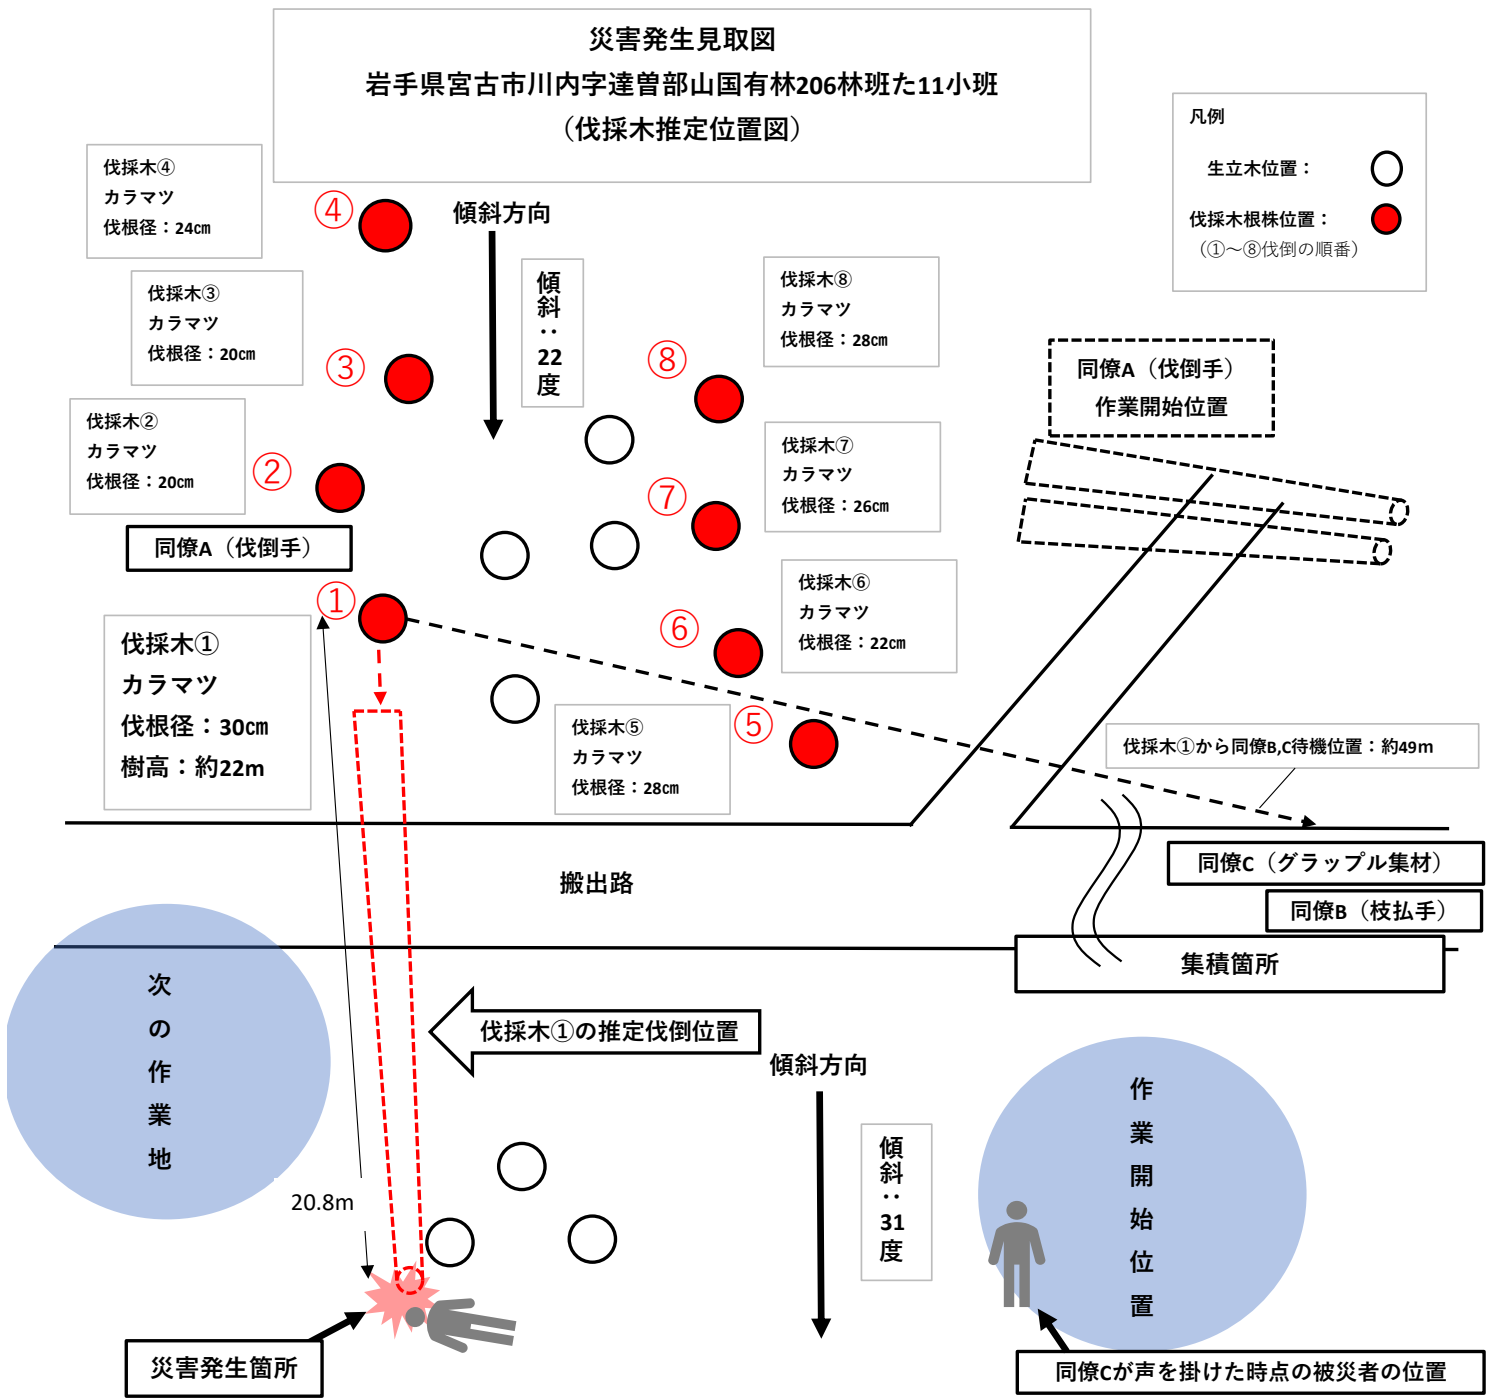 災害発生見取図
岩手県宮古市川内字達曽部山国有林206林班た11小班
（伐採木推定位置図）
凡例
生立木位置：
伐採木根株位置：
（①～⑧伐倒の順番）
伐採木④
カラマツ
伐根径：24㎝
④
傾斜方向
傾斜：22度
伐採木③
カラマツ
伐根径：20㎝
③
伐採木⑧
カラマツ
伐根径：28㎝
⑧
同僚A（伐倒手）
作業開始位置
伐採木②
カラマツ
伐根径：20㎝
②
伐採木⑦
カラマツ
伐根径：26㎝
⑦
同僚A（伐倒手）
伐採木⑥
カラマツ
伐根径：22㎝
⑥
①
伐採木①
カラマツ
伐根径：30㎝
樹高：約22m
伐採木⑤
カラマツ
伐根径：28㎝
⑤
伐採木①から同僚B,C待機位置：約49m
同僚C（グラップル集材）
同僚B（枝払手）
搬出路
集積箇所
次の作業地
伐採木①の推定伐倒位置
傾斜方向
傾斜：31度
作業開始位置
20.8m
災害発生箇所
同僚Cが声を掛けた時点の被災者の位置